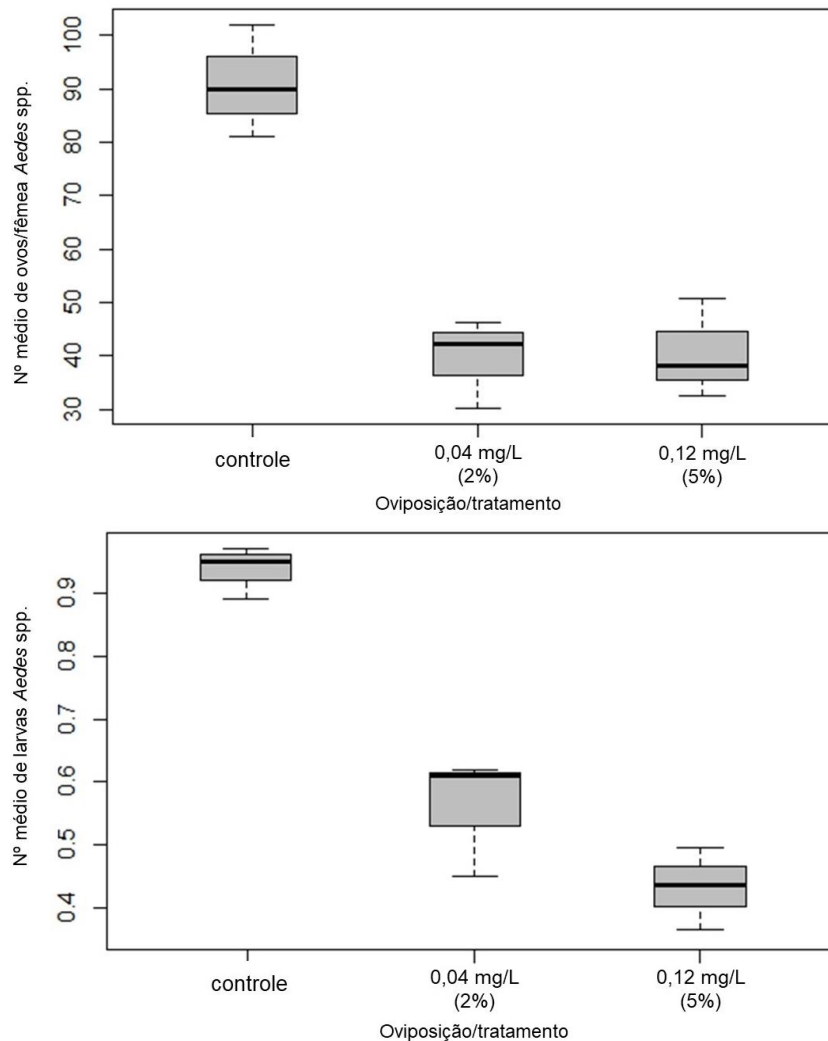 Nº médio de ovos/fêmea Aedes spp.
100
90
80
70
60
50
40
30
controle
0,04 mg/L
(2%)
0,12 mg/L
(5%)
Oviposição/tratamento
Nº médio de larvas Aedes spp.
0.9
0.8
0.7
0.6
0.5
0.4
controle
0,04 mg/L
(2%)
0,12 mg/L
(5%)
Oviposição/tratamento